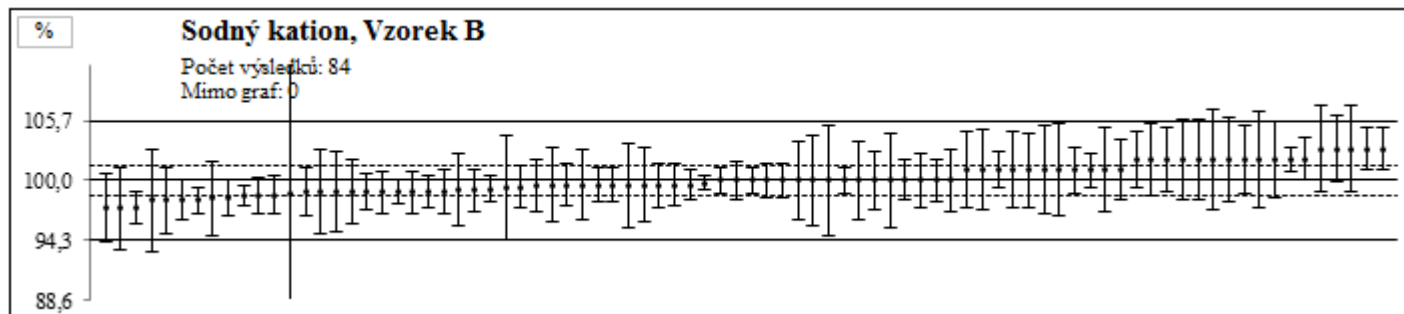 %
Sodný kation, Vzorek B
Počet výsledků: 84
Mimo graf: 0
105,7
100,0
94,3
88,6